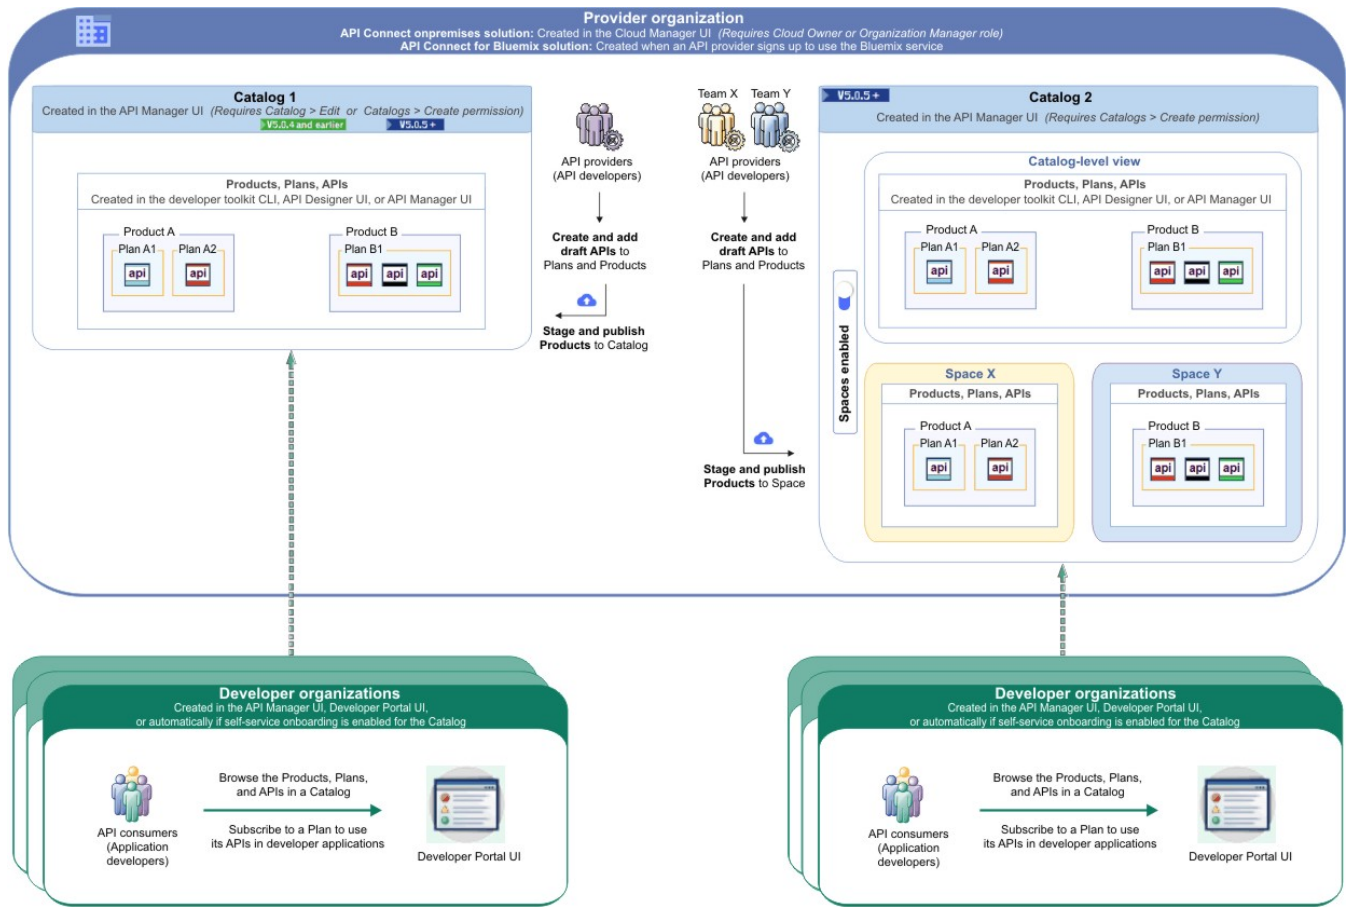 Provider organization
API Connect onpremises solution: Created in the Cloud Manager UI (Requires Cloud Owner or Organization Manager role)
API Connect for Bluemix solution: Created when an API provider signs up to use the Bluemix service
Catalog 1
Created in the API Manager UI (Requires Catalog > Edit or Catalogs > Create permission)
V5.0.4 and earlier
V5.0.5+
Products, Plans, APIs
Created in the developer toolkit CLI, API Designer UI, or API Manager UI
Product A
Plan A1
Plan A2
api
api
Product B
Plan B1
api
api
api
API providers
(API developers)
Create and add
draft APIs to
Plans and Products
Stage and publish
Products to Catalog
Team X
Team Y
API providers
(API developers)
Create and add
draft APIs to
Plans and Products
Stage and publish
Products to Space
V5.0.5+
Catalog 2
Created in the API Manager UI (Requires Catalogs > Create permission)
Spaces enabled
Catalog-level view
Products, Plans, APIs
Created in the developer toolkit CLI, API Designer UI, or API Manager UI
Product A
Plan A1
Plan A2
api
api
Product B
Plan B1
api
api
api
Space X
Products, Plans, APIs
Product A
Plan A1
Plan A2
api
api
Space Y
Products, Plans, APIs
Product B
Plan B1
api
api
api
Developer organizations
Created in the API Manager UI, Developer Portal UI,
or automatically if self-service onboarding is enabled for the Catalog
API consumers
(Application
developers)
Browse the Products, Plans,
and APIs in a Catalog
Subscribe to a Plan to use
its APIs in developer applications
Developer Portal UI
Developer organizations
Created in the API Manager UI, Developer Portal UI,
or automatically if self-service onboarding is enabled for the Catalog
API consumers
(Application
developers)
Browse the Products, Plans,
and APIs in a Catalog
Subscribe to a Plan to use
its APIs in developer applications
Developer Portal UI